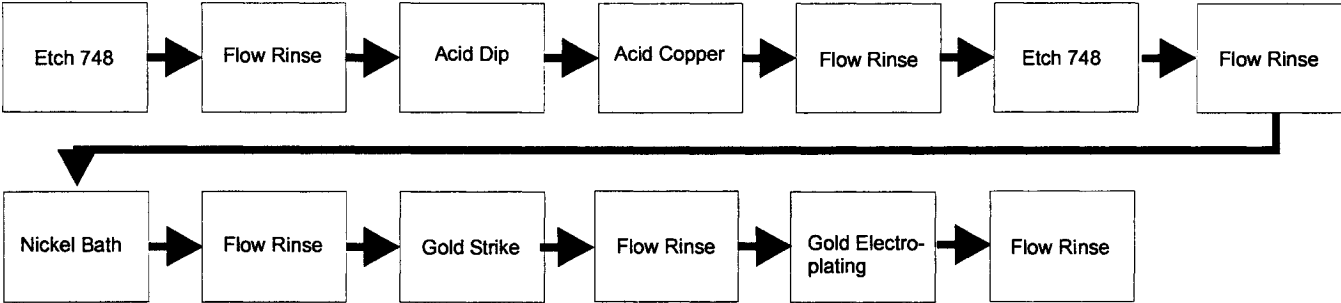 Etch 748
Flow Rinse
Acid Dip
Acid Copper
Flow Rinse
Etch 748
Flow Rinse
Nickel Bath
Flow Rinse
Gold Strike
Flow Rinse
Gold Electro-
plating
Flow Rinse